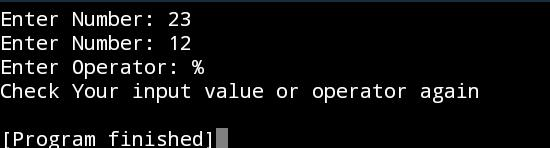 Enter Number: 23
Enter Number: 12
Enter Operator: %
Check Your input value or operator again
[Program finished]